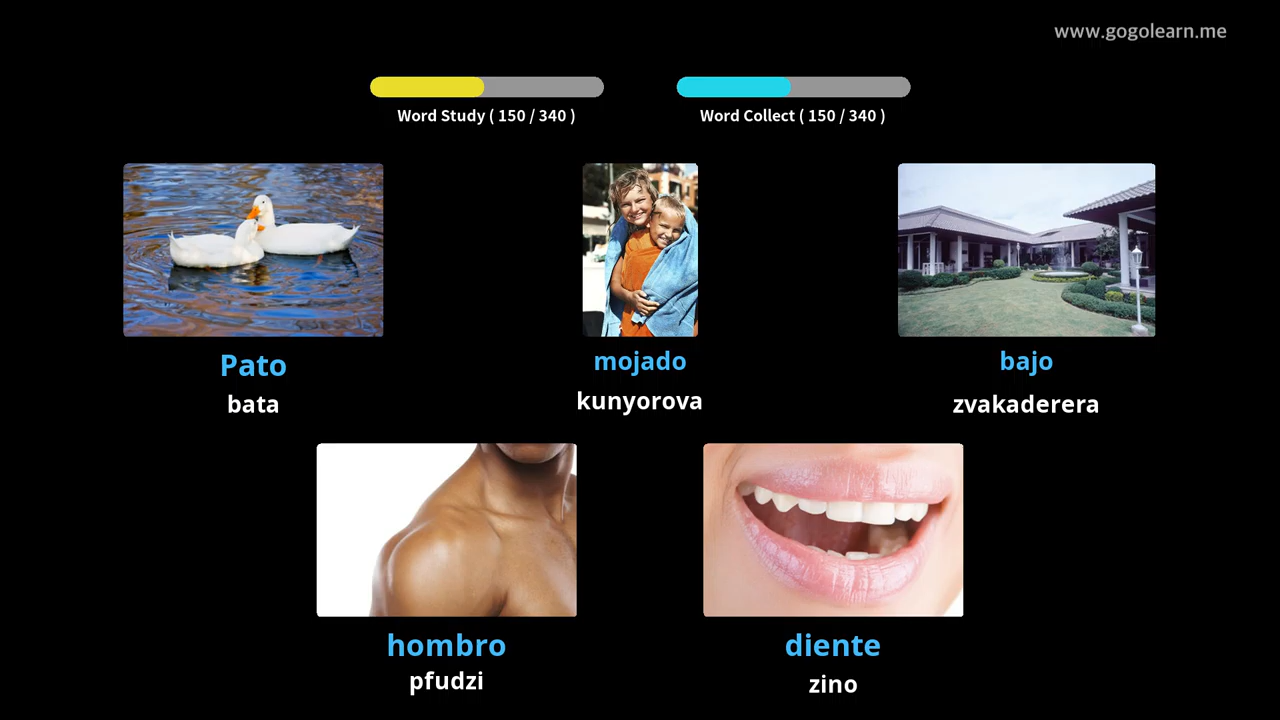 www.gogolearn.me
Word Study ( 150 / 340 )
Word Collect ( 150 / 340 )
Pato
bata
mojado
kunyorova
bajo
zvakaderera
hombro
pfudzi
diente
zino